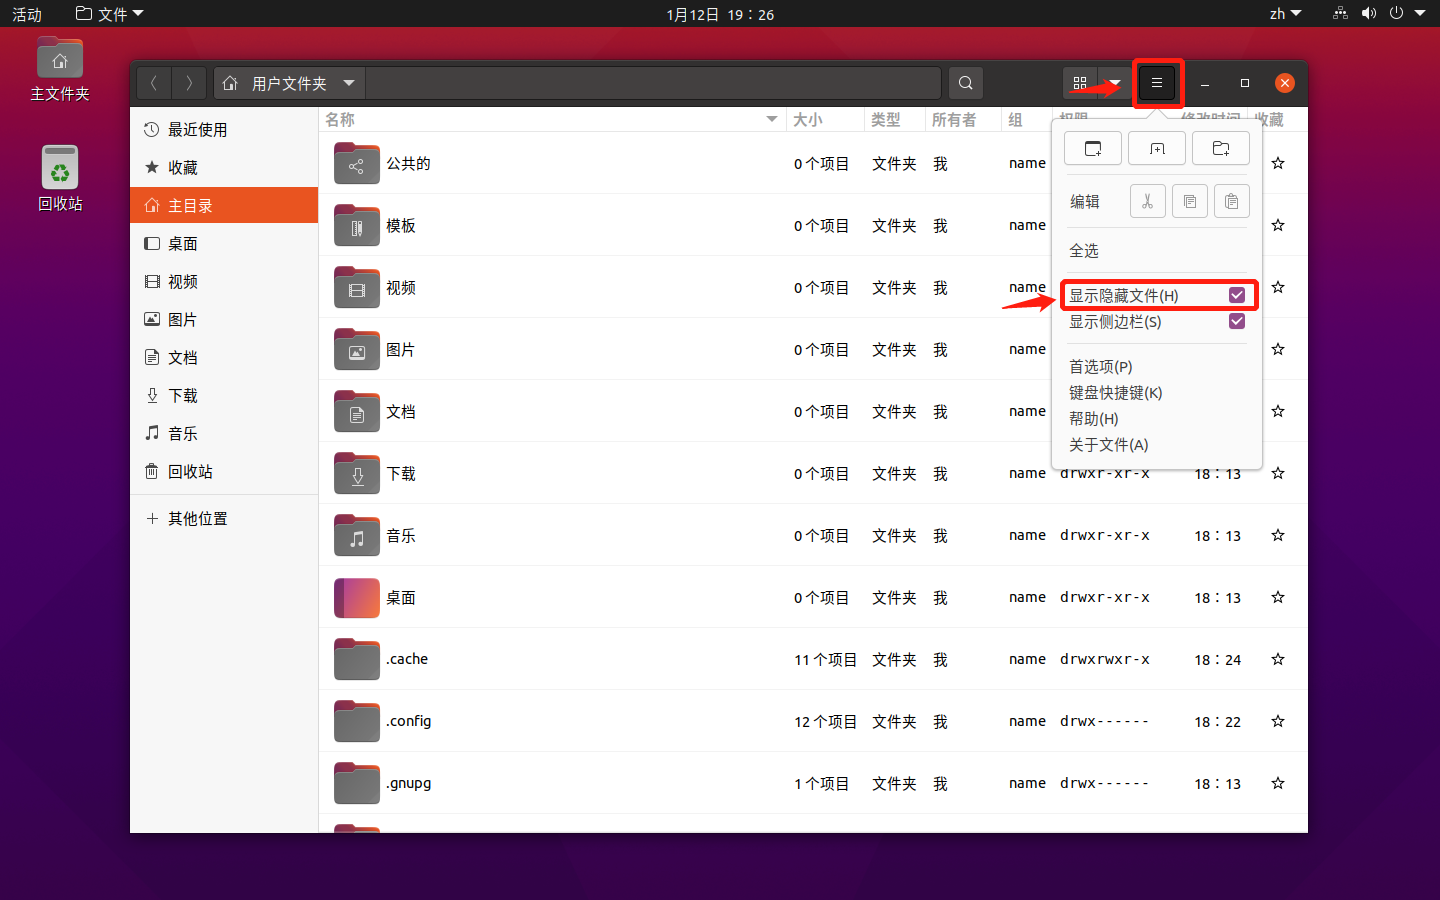 活动 文件 1月12日 19：26 zh
主文件夹
回收站
用户文件夹
最近使用
收藏
主目录
桌面
视频
图片
文档
下载
音乐
回收站
其他位置
名称 大小 类型 所有者 组 权限 修改时间 收藏
公共的 0 个项目 文件夹 我 name
模板 0 个项目 文件夹 我 name
视频 0 个项目 文件夹 我 name
图片 0 个项目 文件夹 我 name
文档 0 个项目 文件夹 我 name
下载 0 个项目 文件夹 我 name drwxr-xr-x 18：13
音乐 0 个项目 文件夹 我 name drwxr-xr-x 18：13
桌面 0 个项目 文件夹 我 name drwxr-xr-x 18：13
.cache 11 个项目 文件夹 我 name drwxrwxr-x 18：24
.config 12 个项目 文件夹 我 name drwx------ 18：22
.gnupg 1 个项目 文件夹 我 name drwx------ 18：13
编辑
全选
显示隐藏文件(H)
显示侧边栏(S)
首选项(P)
键盘快捷键(K)
帮助(H)
关于文件(A)